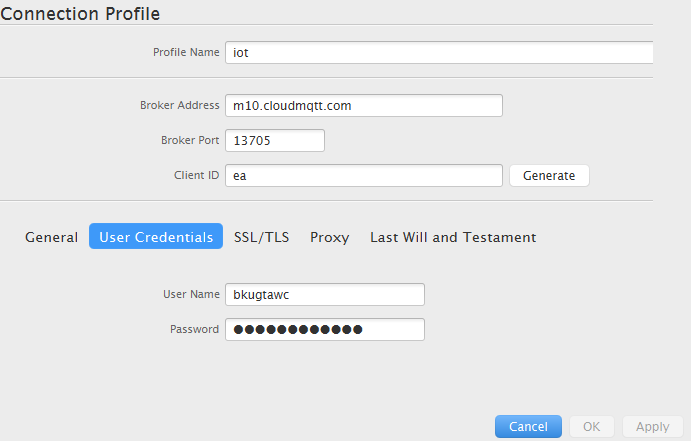 Connection Profile
Profile Name iot
Broker Address m10.cloudmqtt.com
Broker Port 13705
Client ID ea Generate
General User Credentials SSL/TLS Proxy Last Will and Testament
User Name bkugtawc
Password ●●●●●●●●●●●●
Cancel OK Apply